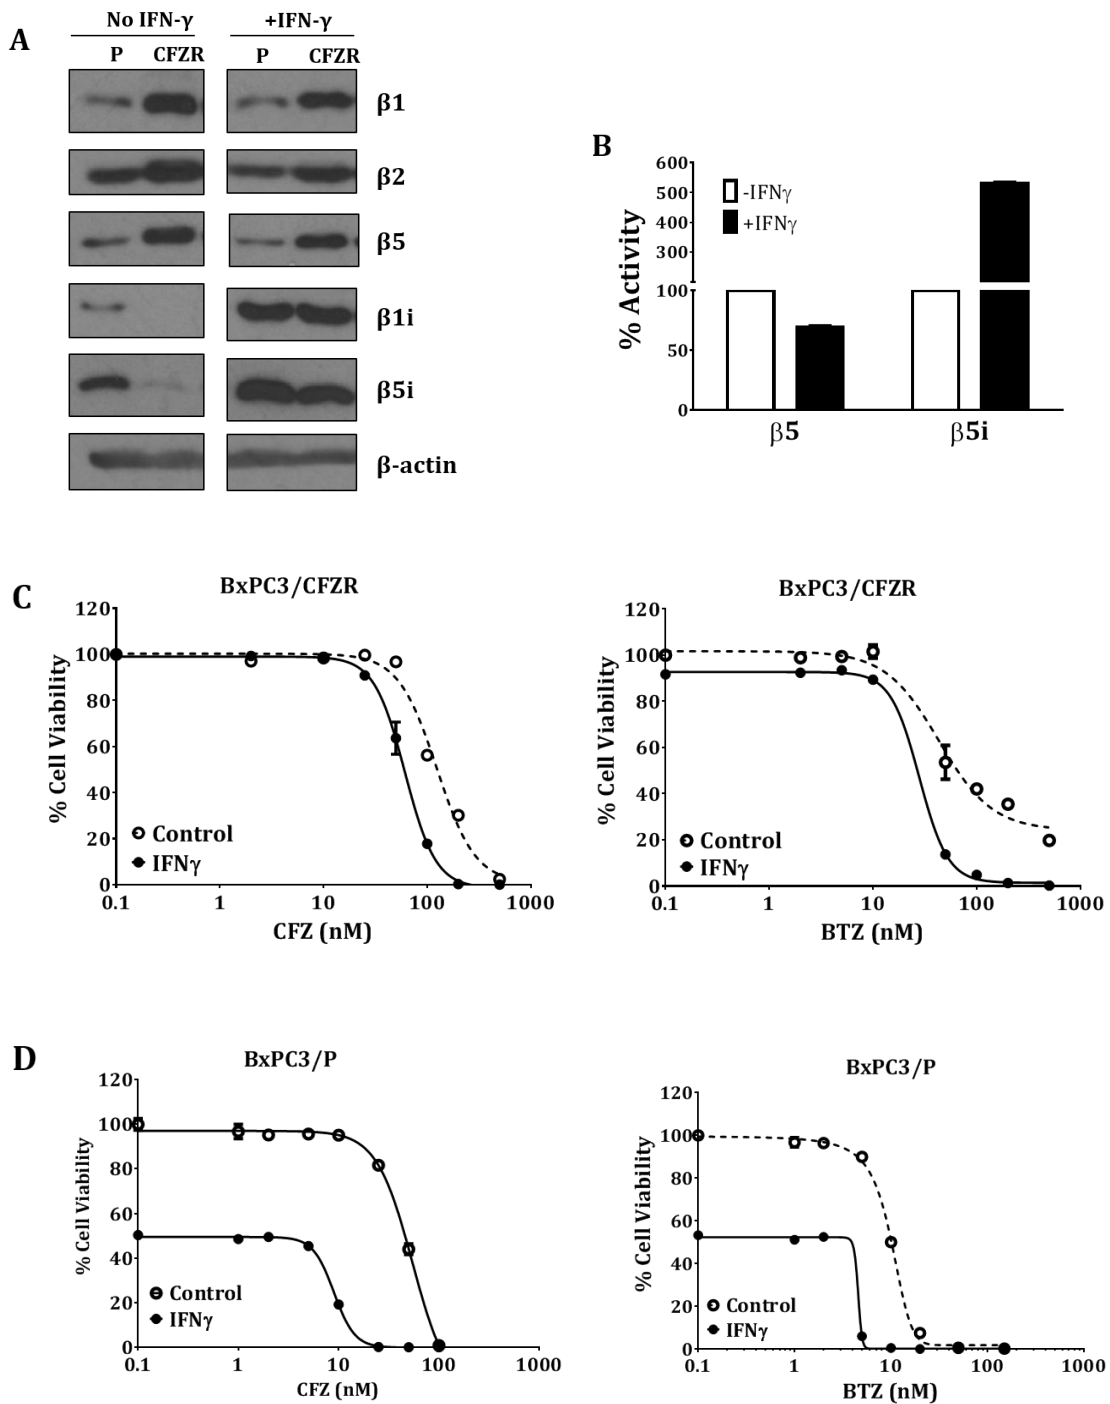 A
No IFN-γ +IFN-γ
P CFZR P CFZR
β1
β2
β5
β1i
β5i
β-actin
B
% Activity
600
500
400
300
100
50
0
-IFNγ
+IFNγ
β5 β5i
C
BxPC3/CFZR
% Cell Viability
120
100
80
60
40
20
0
Control
IFNγ
0.1 1 10 100 1000
CFZ (nM)
BxPC3/CFZR
% Cell Viability
120
100
80
60
40
20
0
Control
IFNγ
0.1 1 10 100 1000
BTZ (nM)
D
BxPC3/P
% Cell Viability
120
100
80
60
40
20
0
Control
IFNγ
0.1 1 10 100 1000
CFZ (nM)
BxPC3/P
% Cell Viability
120
100
80
60
40
20
0
Control
IFNγ
0.1 1 10 100 1000
BTZ (nM)